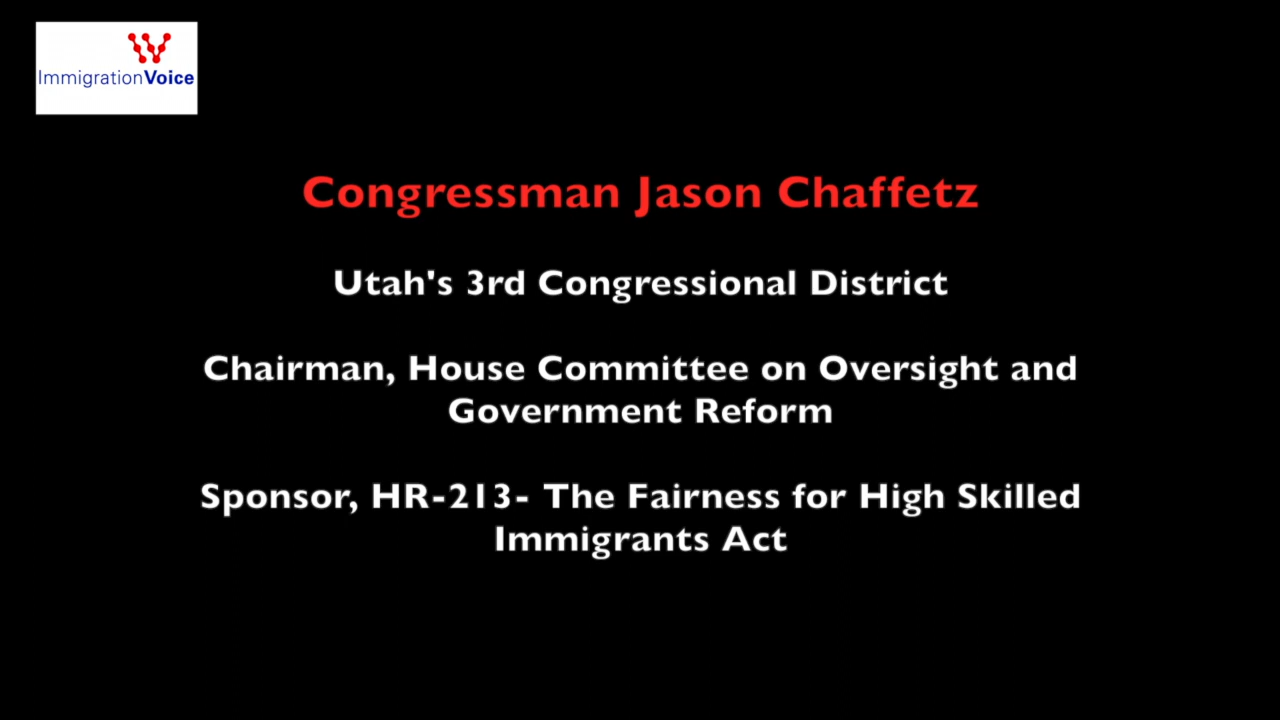 ImmigrationVoice
Congressman Jason Chaffetz
Utah's 3rd Congressional District
Chairman, House Committee on Oversight and
Government Reform
Sponsor, HR-213- The Fairness for High Skilled
Immigrants Act